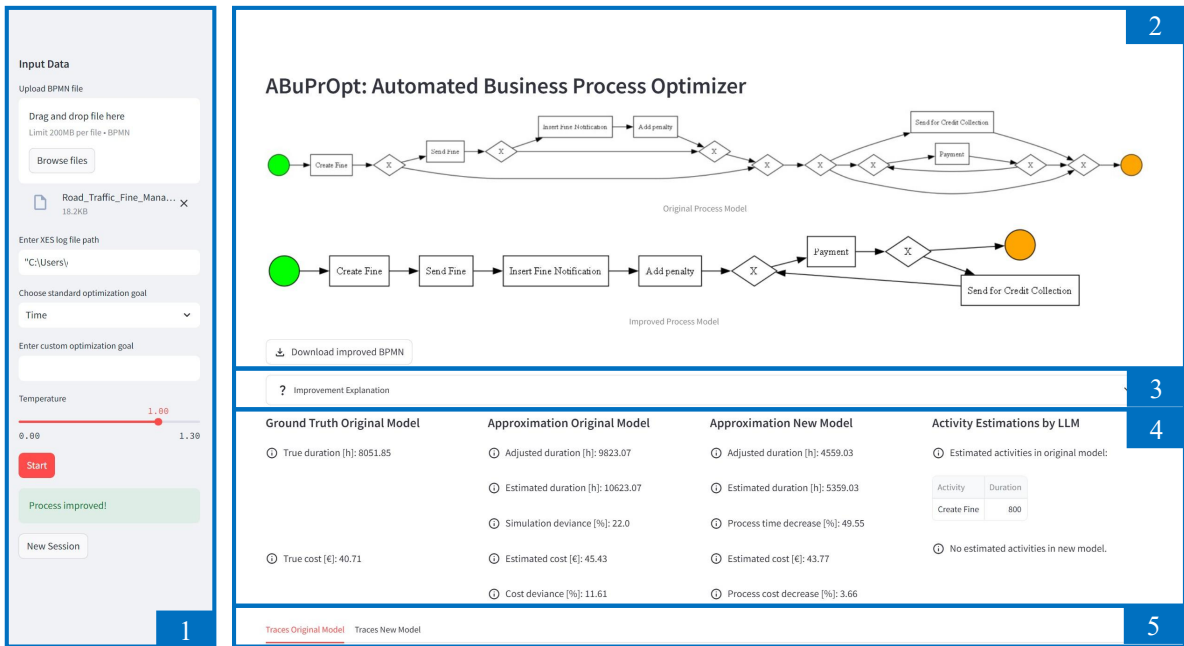 Input Data
Upload BPMN file
Drag and drop file here
Limit 200MB per file • BPMN
Browse files
Road_Traffic_Fine_Mana...
18.2KB
Enter XES log file path
"C:\Users\
Choose standard optimization goal
Time
Enter custom optimization goal
Temperature
1.00
0.00 1.30
Start
Process improved!
New Session
1
2
ABuPrOpt: Automated Business Process Optimizer
Insert Fine Notification
Add penalty
Send for Credit Collection
Send Fine
X
X
Payment
Create Fine
X
X
X
X
X
X
X
Original Process Model
Payment
X
Create Fine
Send Fine
Insert Fine Notification
Add penalty
X
Send for Credit Collection
Improved Process Model
Download improved BPMN
? Improvement Explanation
3
4
Ground Truth Original Model
True duration [h]: 8051.85
True cost [€]: 40.71
Approximation Original Model
Adjusted duration [h]: 9823.07
Estimated duration [h]: 10623.07
Simulation deviance [%]: 22.0
Estimated cost [€]: 45.43
Cost deviance [%]: 11.61
Approximation New Model
Adjusted duration [h]: 4559.03
Estimated duration [h]: 5359.03
Process time decrease [%]: 49.55
Estimated cost [€]: 43.77
Process cost decrease [%]: 3.66
Activity Estimations by LLM
Estimated activities in original model:
Activity Duration
Create Fine 800
No estimated activities in new model.
Traces Original Model Traces New Model
5